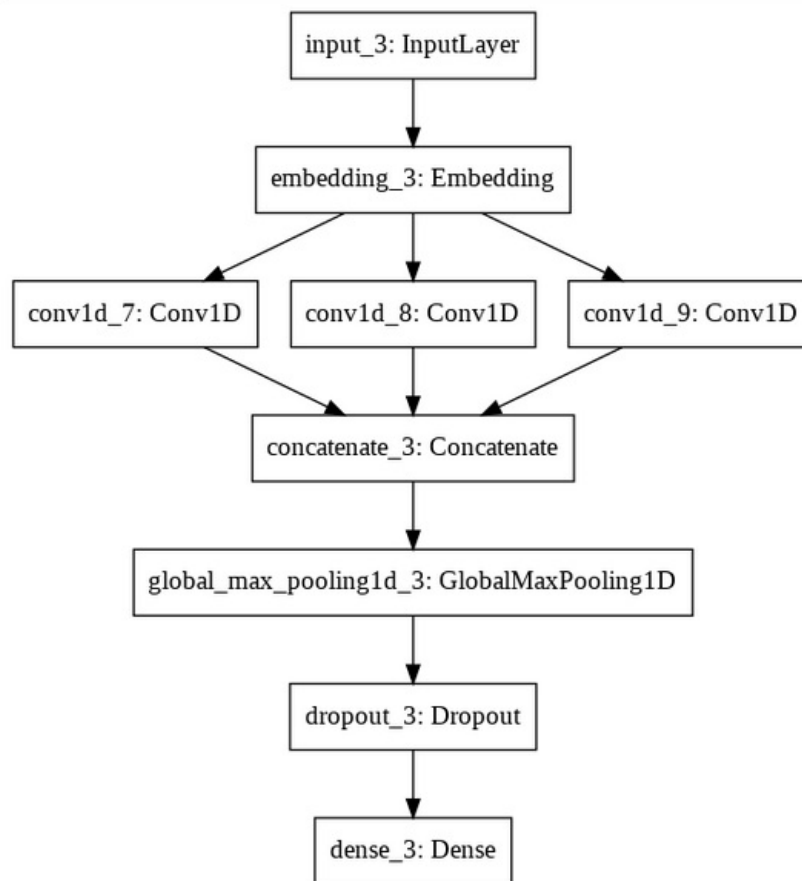 input_3: InputLayer
embedding_3: Embedding
conv1d_7: Conv1D
conv1d_8: Conv1D
conv1d_9: Conv1D
concatenate_3: Concatenate
global_max_pooling1d_3: GlobalMaxPooling1D
dropout_3: Dropout
dense_3: Dense